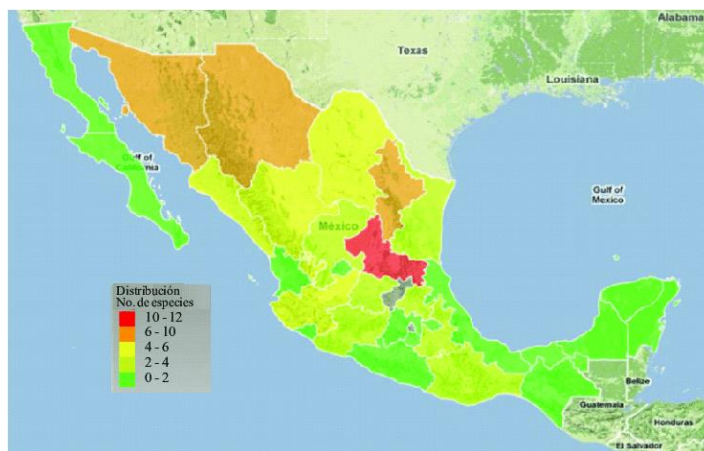 Alabama
Texas
Louisiana
Gulf of
California
Gulf of
Mexico
México
Distribución
No. de especies
10 - 12
6 - 10
4 - 6
2 - 4
0 - 2
Belize
Guatemala
Honduras
El Salvador